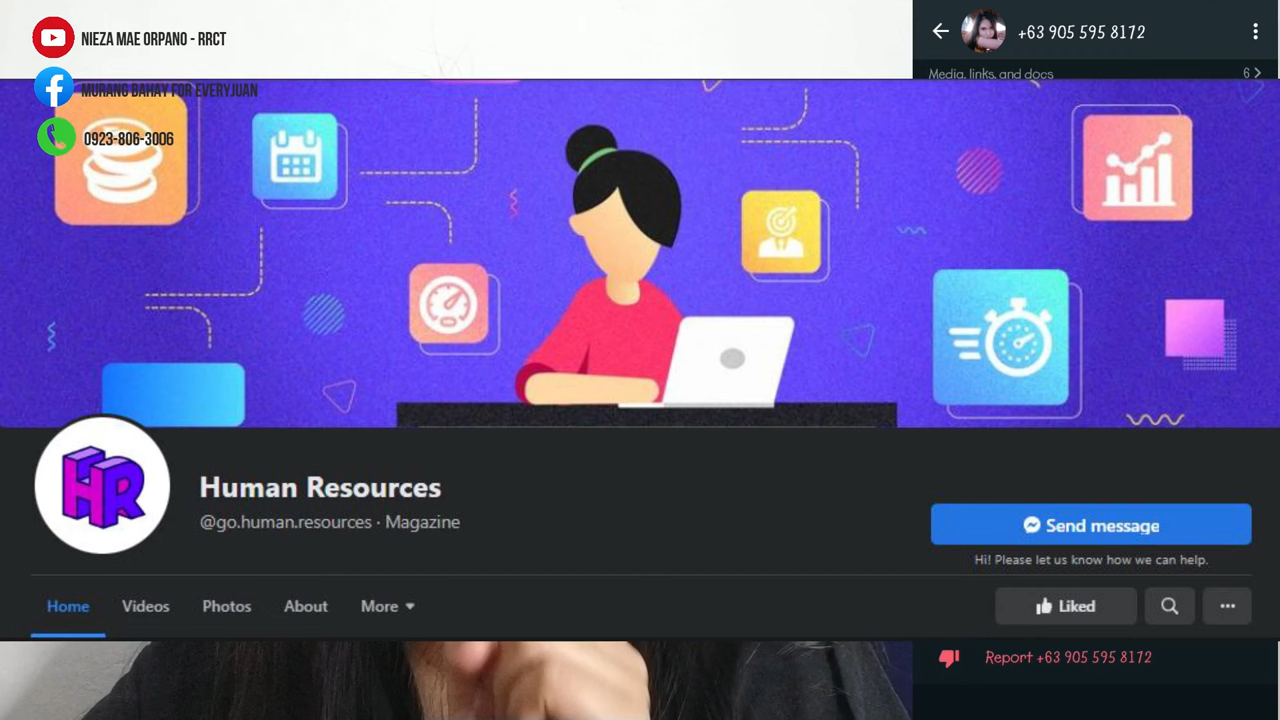 NIEZA MAE ORPANO - RRCT
MURANG BAHAY FOR EVERYJUAN
0923-806-3006
+63 905 595 8172
Media, links, and docs
6
HR
Human Resources
@go.human.resources · Magazine
Send message
Hi! Please let us know how we can help.
Home Videos Photos About More
Liked
Report +63 905 595 8172